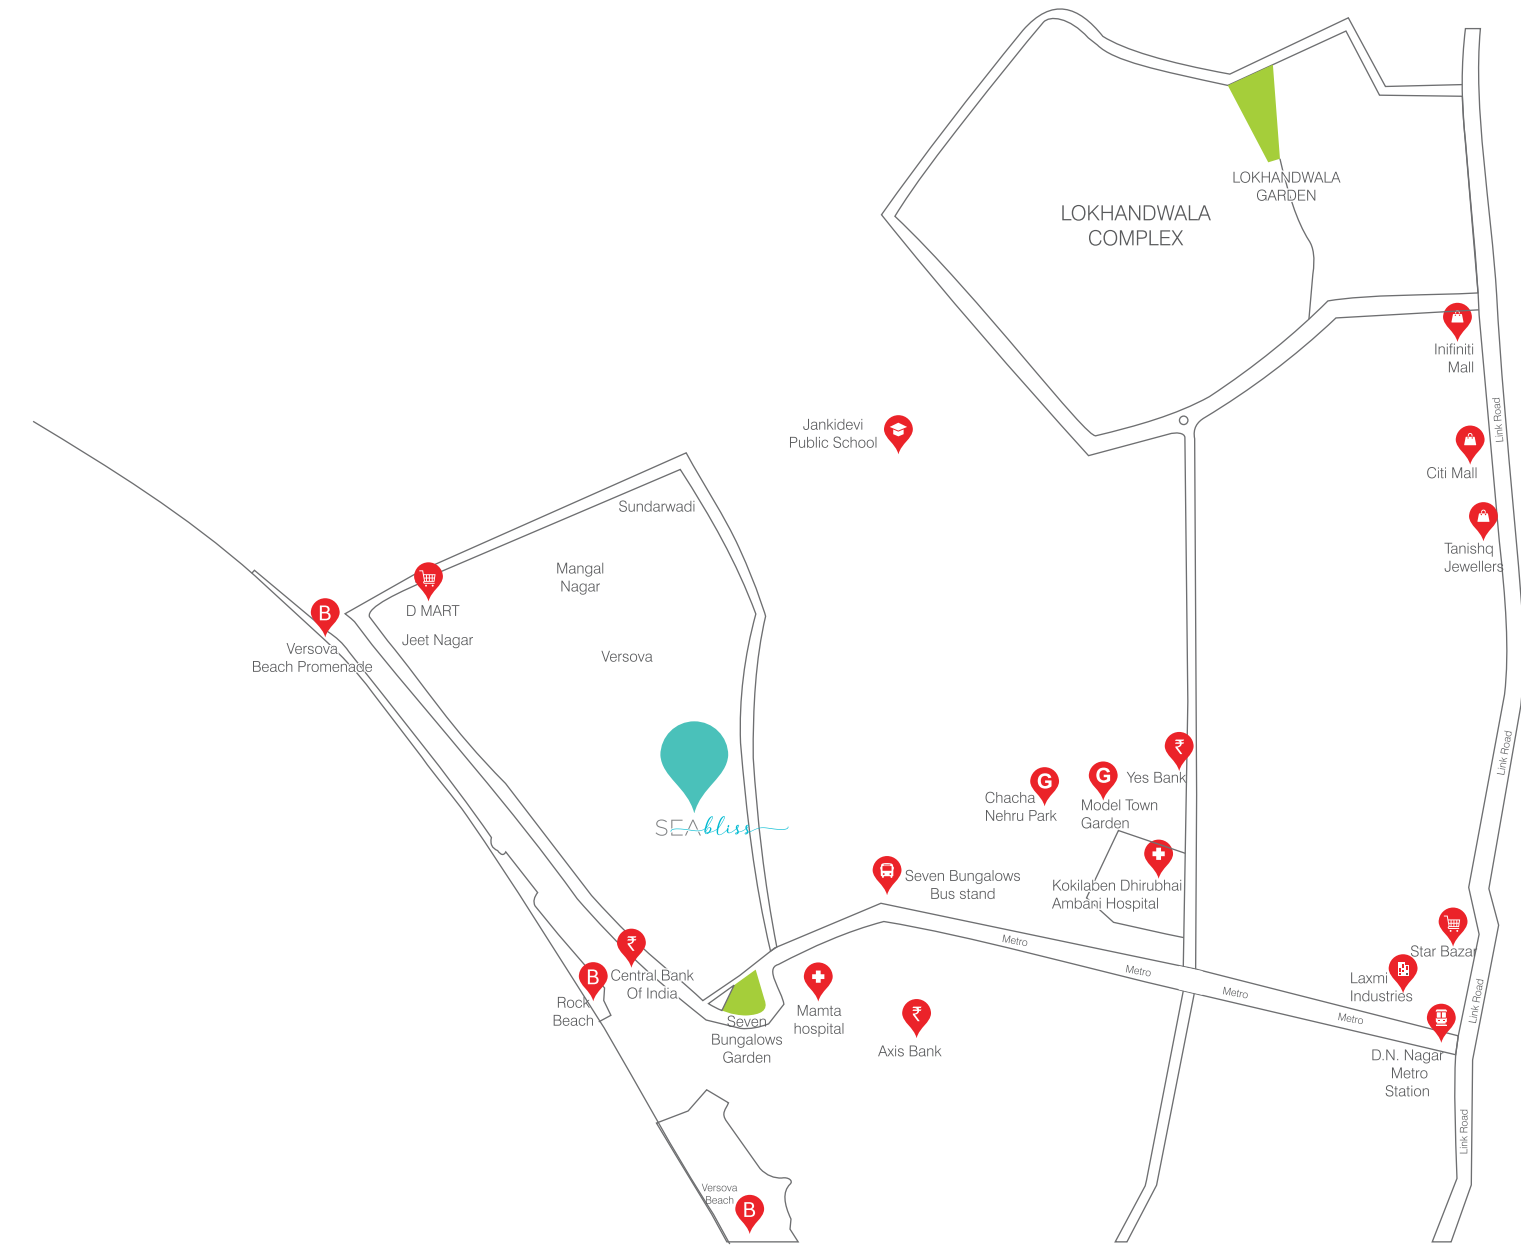 LOKHANDWALA
GARDEN
LOKHANDWALA
COMPLEX
Inifiniti
Mall
Link Road
Jankidevi
Public School
Citi Mall
Sundarwadi
Tanishq
Jewellers
Mangal
Nagar
B
D MART
Jeet Nagar
Versova
Beach Promenade
Versova
Link Road
₹
Yes Bank
G
Chacha
Nehru Park
G
Model Town
Garden
SEAbliss
Seven Bungalows
Bus stand
Kokilaben Dhirubhai
Ambani Hospital
Metro
Metro
Metro
Metro
Star Bazar
₹
Central Bank
Of India
B
Rock
Beach
Laxmi
Industries
Link Road
Mamta
hospital
Seven
Bungalows
Garden
₹
Axis Bank
D.N. Nagar
Metro
Station
Link Road
Versova
Beach
B